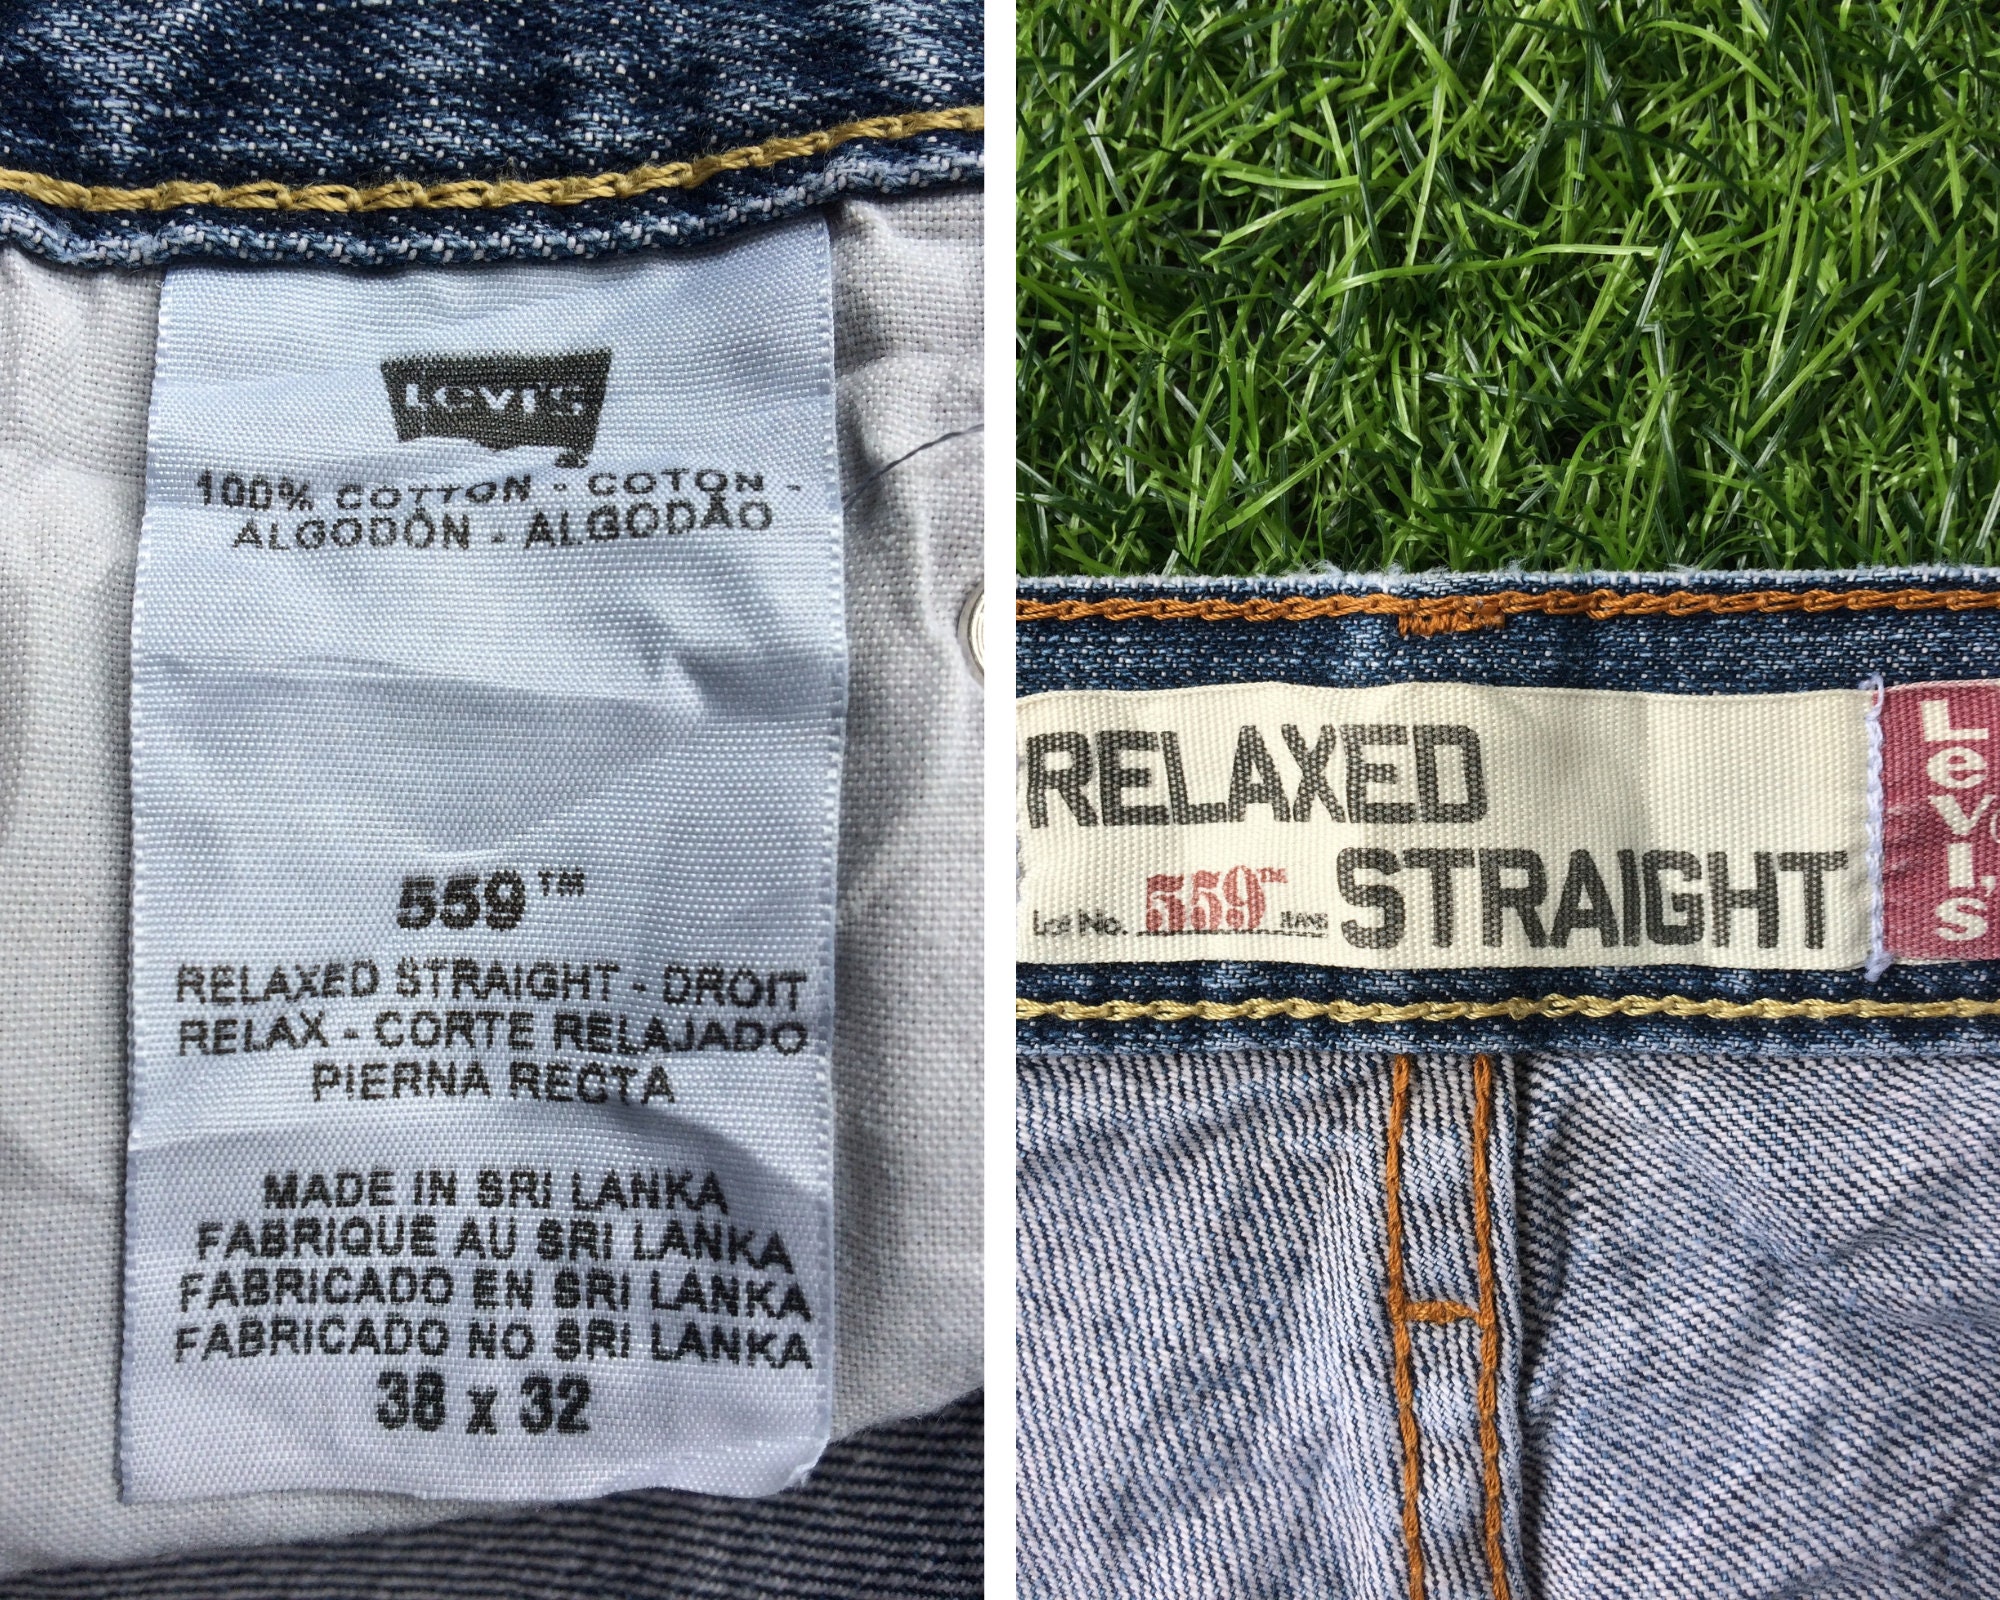 Levi's
100% COTTON - COTON -
ALGODÓN - ALGODÃO
559™
RELAXED STRAIGHT - DROIT
RELAX - CORTE RELAJADO
PIERNA RECTA
MADE IN SRI LANKA
FABRIQUÉ AU SRI LANKA
FABRICADO EN SRI LANKA
FABRICADO NO SRI LANKA
38 x 32
RELAXED
Lot No. 559™ JEANS STRAIGHT
Levi's